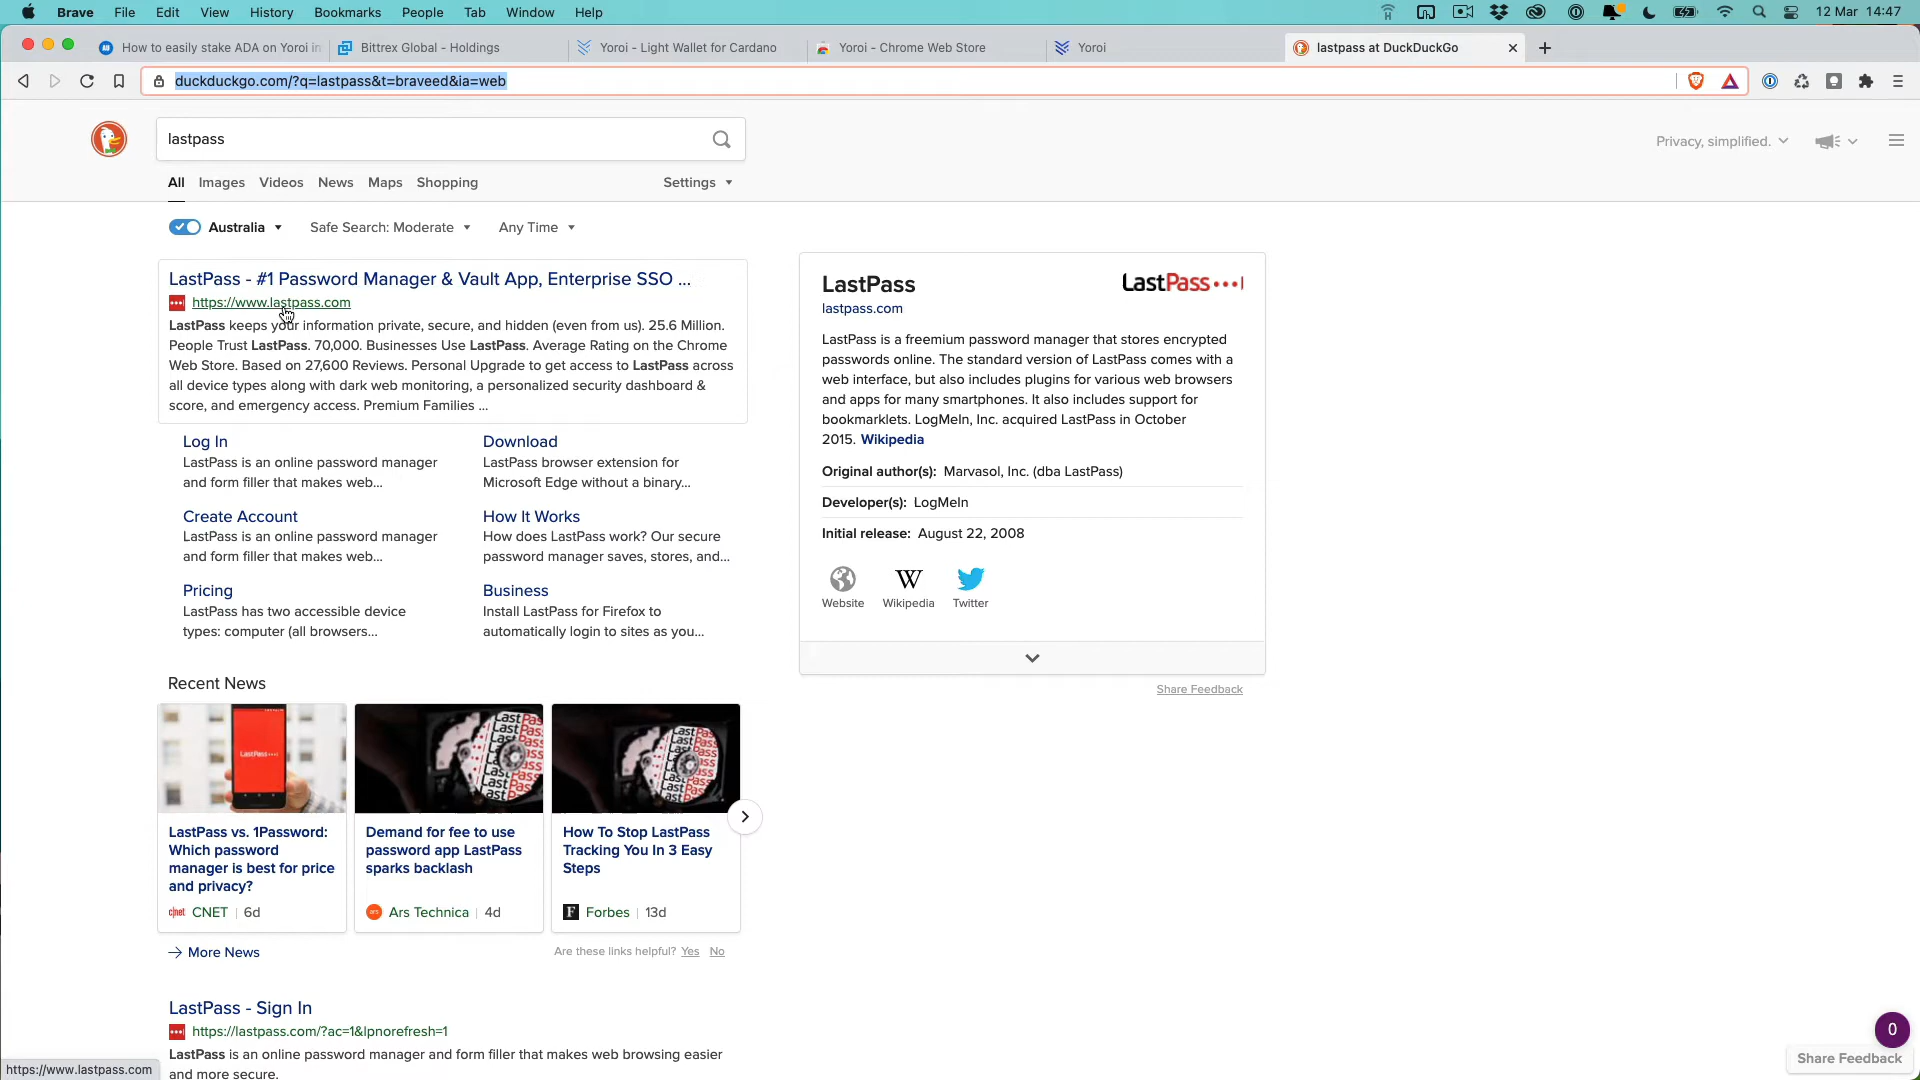 Brave File Edit View History Bookmarks People Tab Window Help 12 Mar 14:47
How to easily stake ADA on Yoroi in Bittrex Global - Holdings Yoroi - Light Wallet for Cardano Yoroi - Chrome Web Store Yoroi lastpass at DuckDuckGo
duckduckgo.com/?q=lastpass&t=braveed&ia=web
lastpass
Privacy, simplified.
All Images Videos News Maps Shopping Settings
Australia Safe Search: Moderate Any Time
LastPass - #1 Password Manager & Vault App, Enterprise SSO ...
https://www.lastpass.com
LastPass keeps your information private, secure, and hidden (even from us). 25.6 Million.
People Trust LastPass. 70,000. Businesses Use LastPass. Average Rating on the Chrome
Web Store. Based on 27,600 Reviews. Personal Upgrade to get access to LastPass across
all device types along with dark web monitoring, a personalized security dashboard &
score, and emergency access. Premium Families ...
Log In
LastPass is an online password manager
and form filler that makes web...
Download
LastPass browser extension for
Microsoft Edge without a binary...
Create Account
LastPass is an online password manager
and form filler that makes web...
How It Works
How does LastPass work? Our secure
password manager saves, stores, and...
Pricing
LastPass has two accessible device
types: computer (all browsers...
Business
Install LastPass for Firefox to
automatically login to sites as you...
LastPass
LastPass
lastpass.com
LastPass is a freemium password manager that stores encrypted
passwords online. The standard version of LastPass comes with a
web interface, but also includes plugins for various web browsers
and apps for many smartphones. It also includes support for
bookmarklets. LogMeIn, Inc. acquired LastPass in October
2015. Wikipedia
Original author(s): Marvasol, Inc. (dba LastPass)
Developer(s): LogMeIn
Initial release: August 22, 2008
Website Wikipedia Twitter
Share Feedback
Recent News
LastPass
LastPass vs. 1Password:
Which password
manager is best for price
and privacy?
c|net CNET | 6d
Demand for fee to use
password app LastPass
sparks backlash
ars Ars Technica | 4d
How To Stop LastPass
Tracking You In 3 Easy
Steps
F Forbes | 13d
More News
Are these links helpful? Yes No
LastPass - Sign In
https://lastpass.com/?ac=1&lpnorefresh=1
LastPass is an online password manager and form filler that makes web browsing easier
and more secure.
https://www.lastpass.com
0
Share Feedback